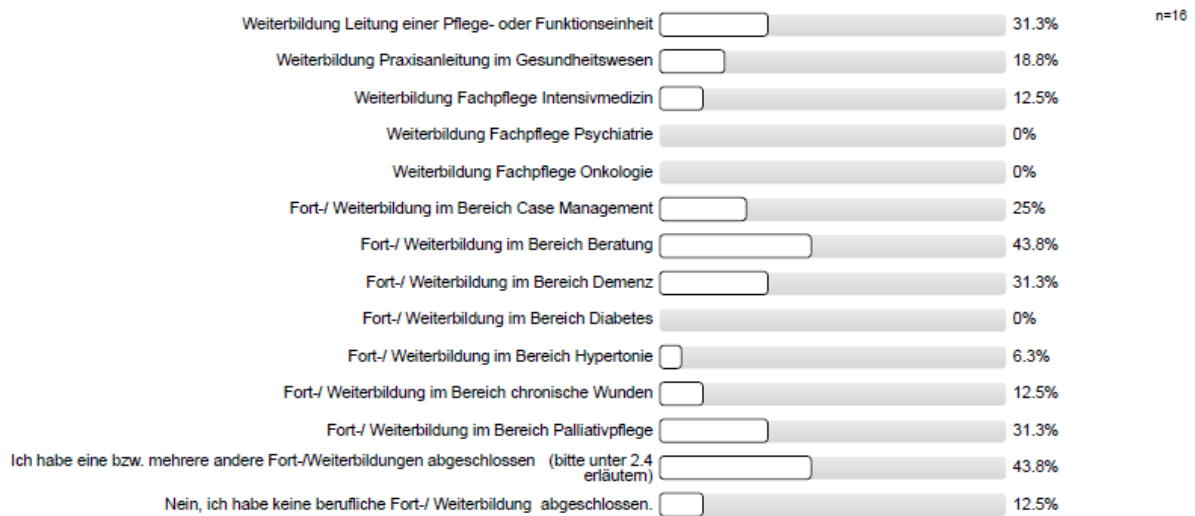 Weiterbildung Leitung einer Pflege- oder Funktionseinheit 31.3% n=16
Weiterbildung Praxisanleitung im Gesundheitswesen 18.8%
Weiterbildung Fachpflege Intensivmedizin 12.5%
Weiterbildung Fachpflege Psychiatrie 0%
Weiterbildung Fachpflege Onkologie 0%
Fort-/ Weiterbildung im Bereich Case Management 25%
Fort-/ Weiterbildung im Bereich Beratung 43.8%
Fort-/ Weiterbildung im Bereich Demenz 31.3%
Fort-/ Weiterbildung im Bereich Diabetes 0%
Fort-/ Weiterbildung im Bereich Hypertonie 6.3%
Fort-/ Weiterbildung im Bereich chronische Wunden 12.5%
Fort-/ Weiterbildung im Bereich Palliativpflege 31.3%
Ich habe eine bzw. mehrere andere Fort-/Weiterbildungen abgeschlossen (bitte unter 2.4
erläutern) 43.8%
Nein, ich habe keine berufliche Fort-/ Weiterbildung abgeschlossen. 12.5%